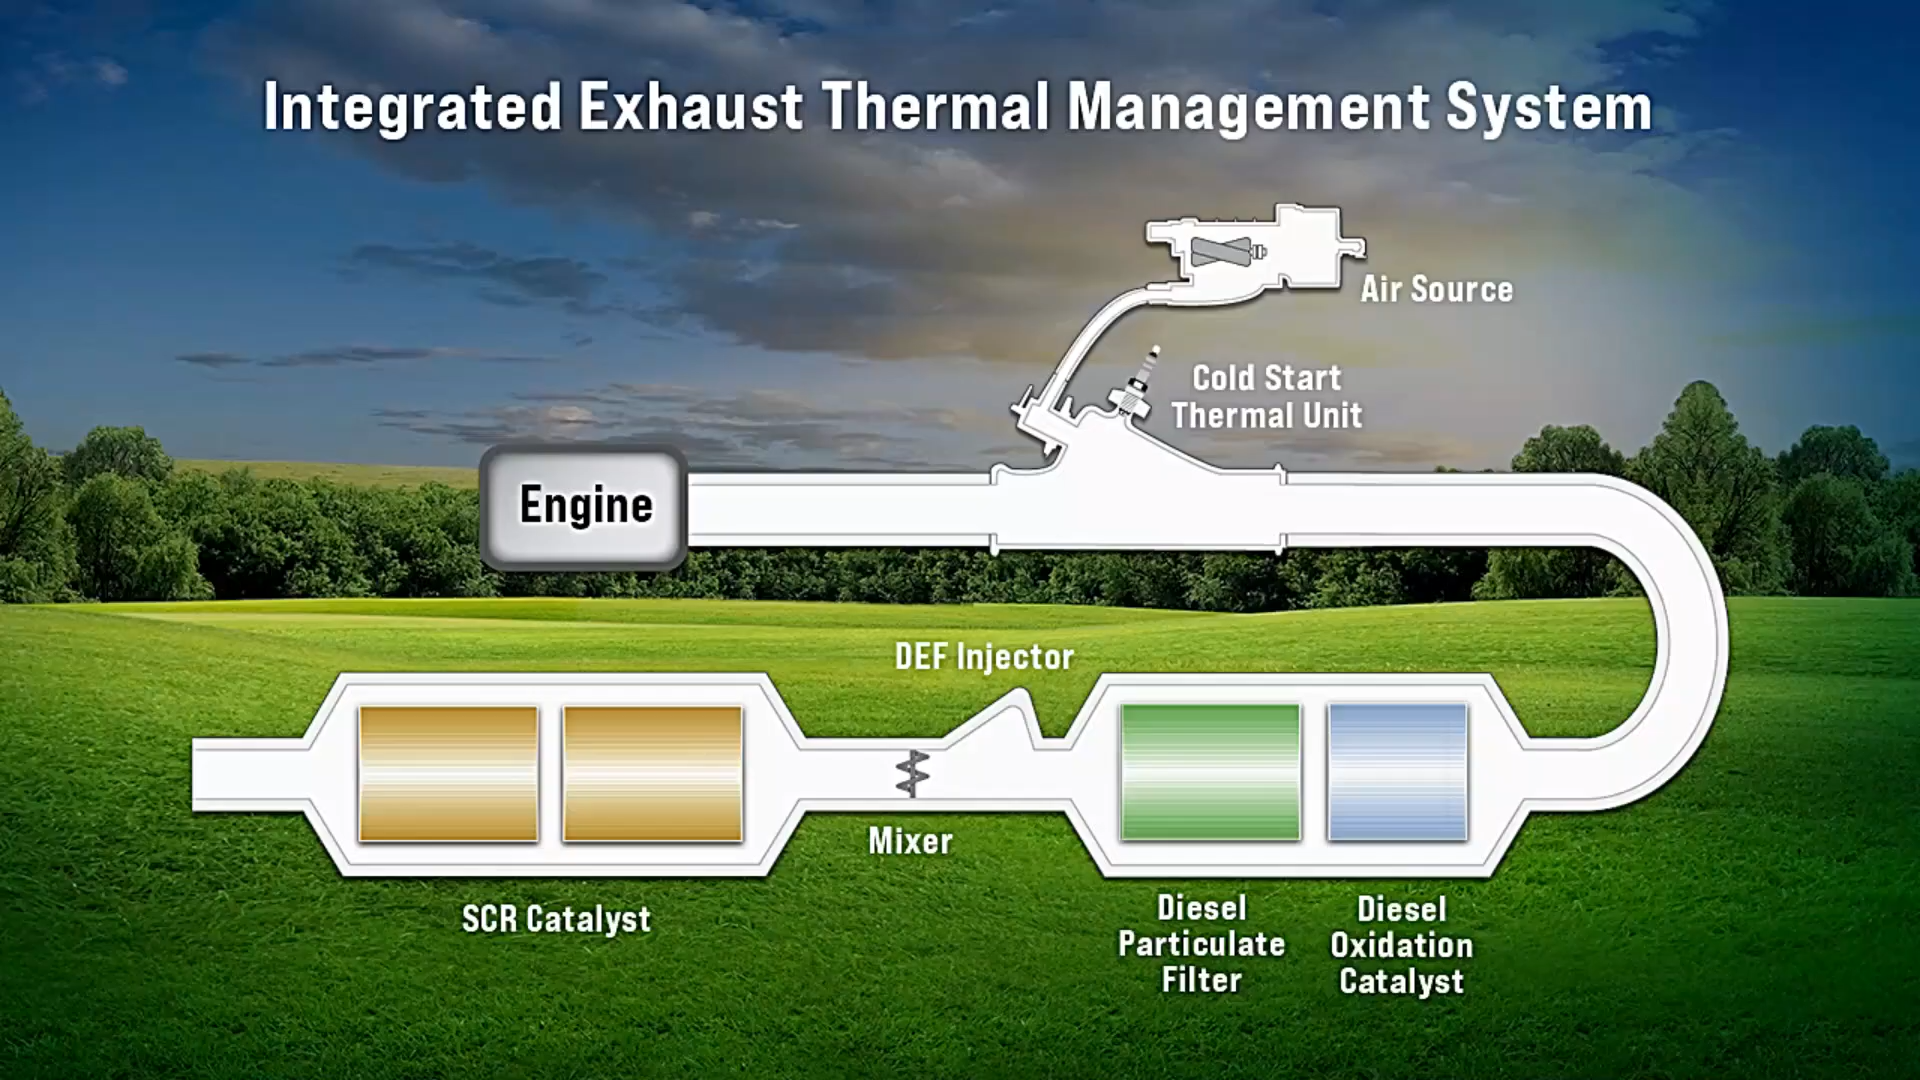 Integrated Exhaust Thermal Management System
Air Source
Cold Start
Thermal Unit
Engine
DEF Injector
Mixer
SCR Catalyst
Diesel
Particulate
Filter
Diesel
Oxidation
Catalyst